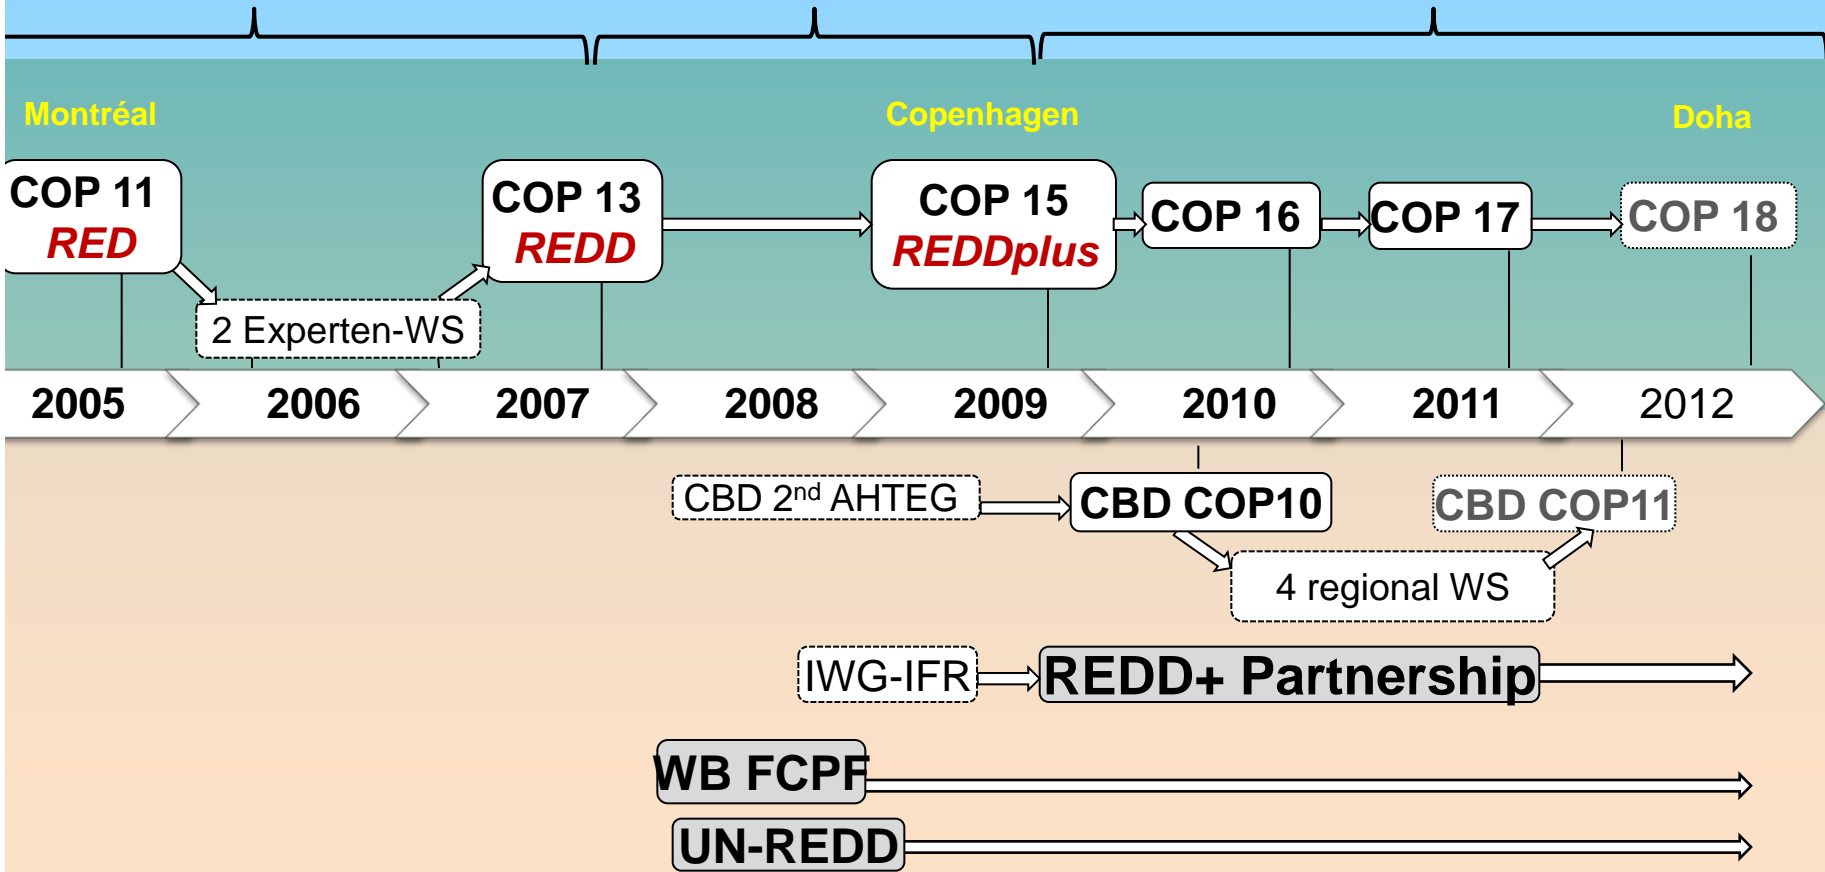 Montréal
Copenhagen
Doha
COP 11
RED
COP 13
REDD
COP 15
REDDplus
COP 16
COP 17
COP 18
2 Experten-WS
2005
2006
2007
2008
2009
2010
2011
2012
CBD 2nd AHTEG
CBD COP10
CBD COP11
4 regional WS
IWG-IFR
REDD+ Partnership
WB FCPF
UN-REDD